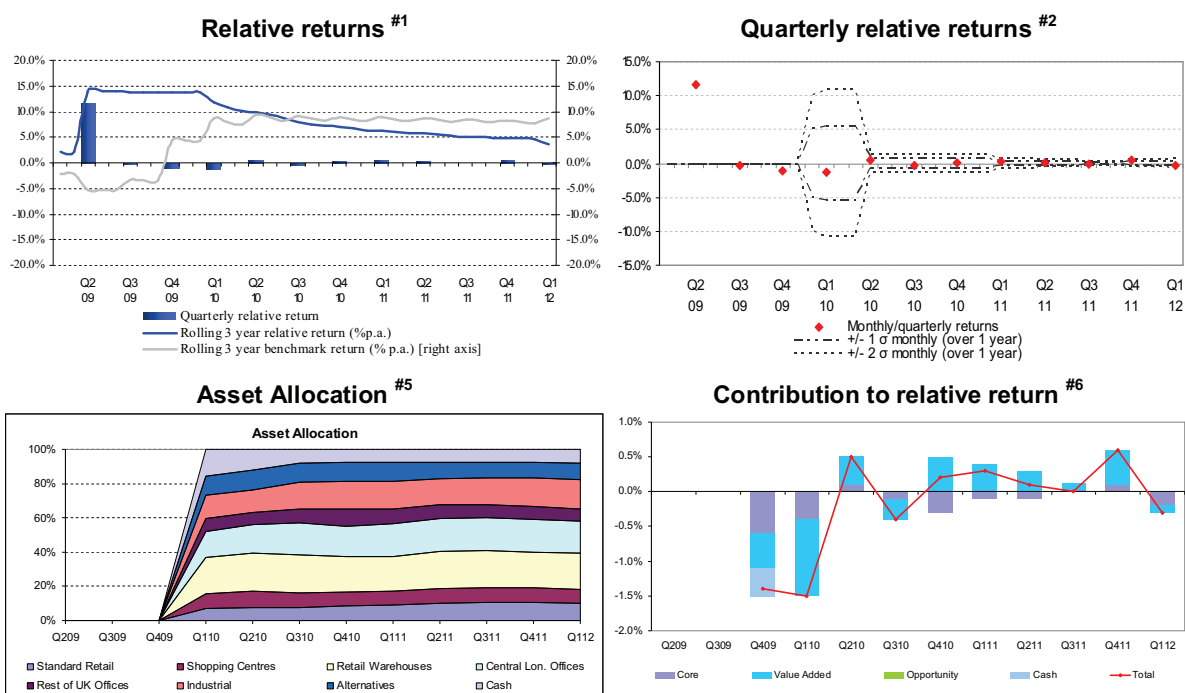 Relative returns #1
20.0%
15.0%
10.0%
5.0%
0.0%
-5.0%
-10.0%
-15.0%
-20.0%
20.0%
15.0%
10.0%
5.0%
0.0%
-5.0%
-10.0%
-15.0%
-20.0%
Q2 Q3 Q4 Q1 Q2 Q3 Q4 Q1 Q2 Q3 Q4 Q1
09 09 09 10 10 10 10 11 11 11 11 12
Quarterly relative return
Rolling 3 year relative return (%p.a.)
Rolling 3 year benchmark return (% p.a.) [right axis]
Quarterly relative returns #2
15.0%
10.0%
5.0%
0.0%
-5.0%
-10.0%
-15.0%
Q2 Q3 Q4 Q1 Q2 Q3 Q4 Q1 Q2 Q3 Q4 Q1
09 09 09 10 10 10 10 11 11 11 11 12
Monthly/quarterly returns
+/- 1 σ monthly (over 1 year)
+/- 2 σ monthly (over 1 year)
Asset Allocation #5
Asset Allocation
100%
80%
60%
40%
20%
0%
Q209 Q309 Q409 Q110 Q210 Q310 Q410 Q111 Q211 Q311 Q411 Q112
Standard Retail Shopping Centres Retail Warehouses Central Lon. Offices
Rest of UK Offices Industrial Alternatives Cash
Contribution to relative return #6
1.0%
0.5%
0.0%
-0.5%
-1.0%
-1.5%
-2.0%
Q209 Q309 Q409 Q110 Q210 Q310 Q410 Q111 Q211 Q311 Q411 Q112
Core Value Added Opportunity Cash Total